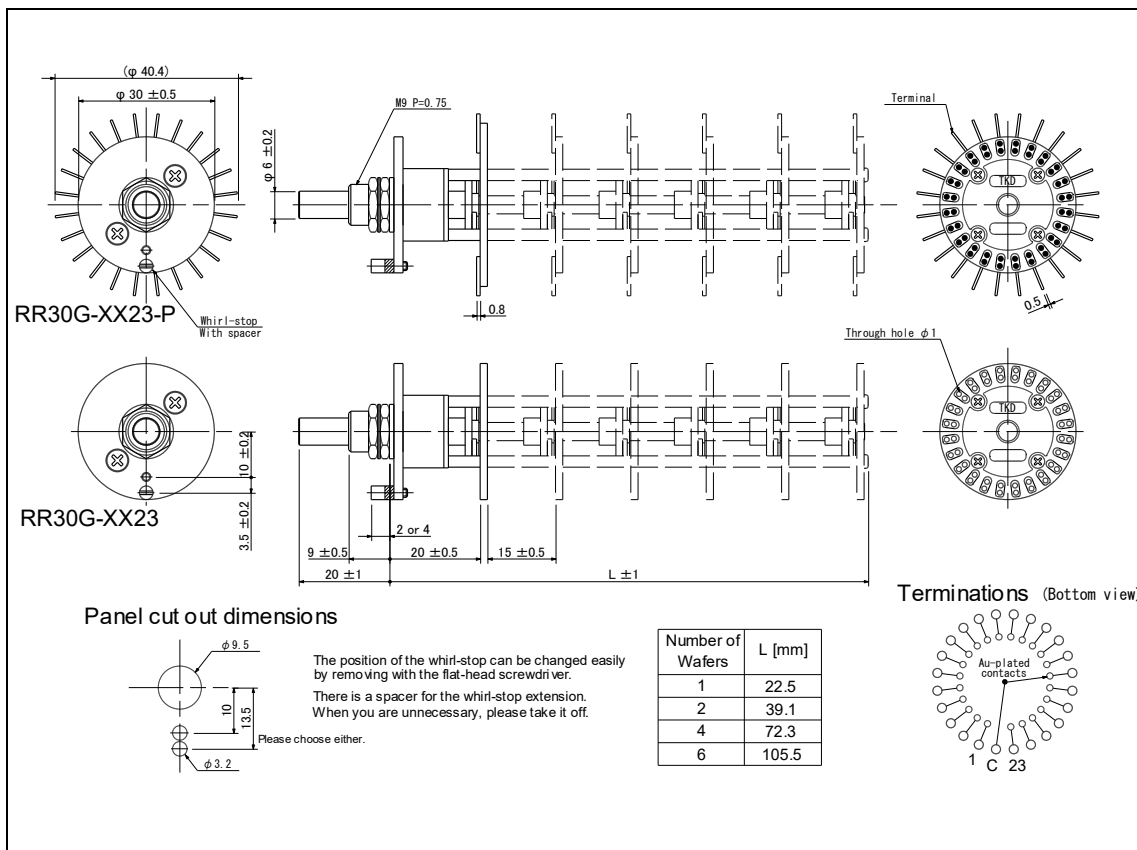 (φ 40.4)
φ 30 ±0.5
M9 P=0.75
φ 6 ±0.2
Terminal
TKD
0.5
0.8
RR30G-XX23-P
Whirl-stop
With spacer
Through hole φ1
TKD
10 ±0.2
3.5 ±0.2
RR30G-XX23
2 or 4
9 ±0.5
20 ±0.5
15 ±0.5
20 ±1
L ±1
Panel cut out dimensions
φ9.5
10
13.5
Please choose either.
φ3.2
The position of the whirl-stop can be changed easily
by removing with the flat-head screwdriver.
There is a spacer for the whirl-stop extension.
When you are unnecessary, please take it off.
Number of Wafers L [mm]
1 22.5
2 39.1
4 72.3
6 105.5
Terminations (Bottom view)
Au-plated
contacts
1 C 23